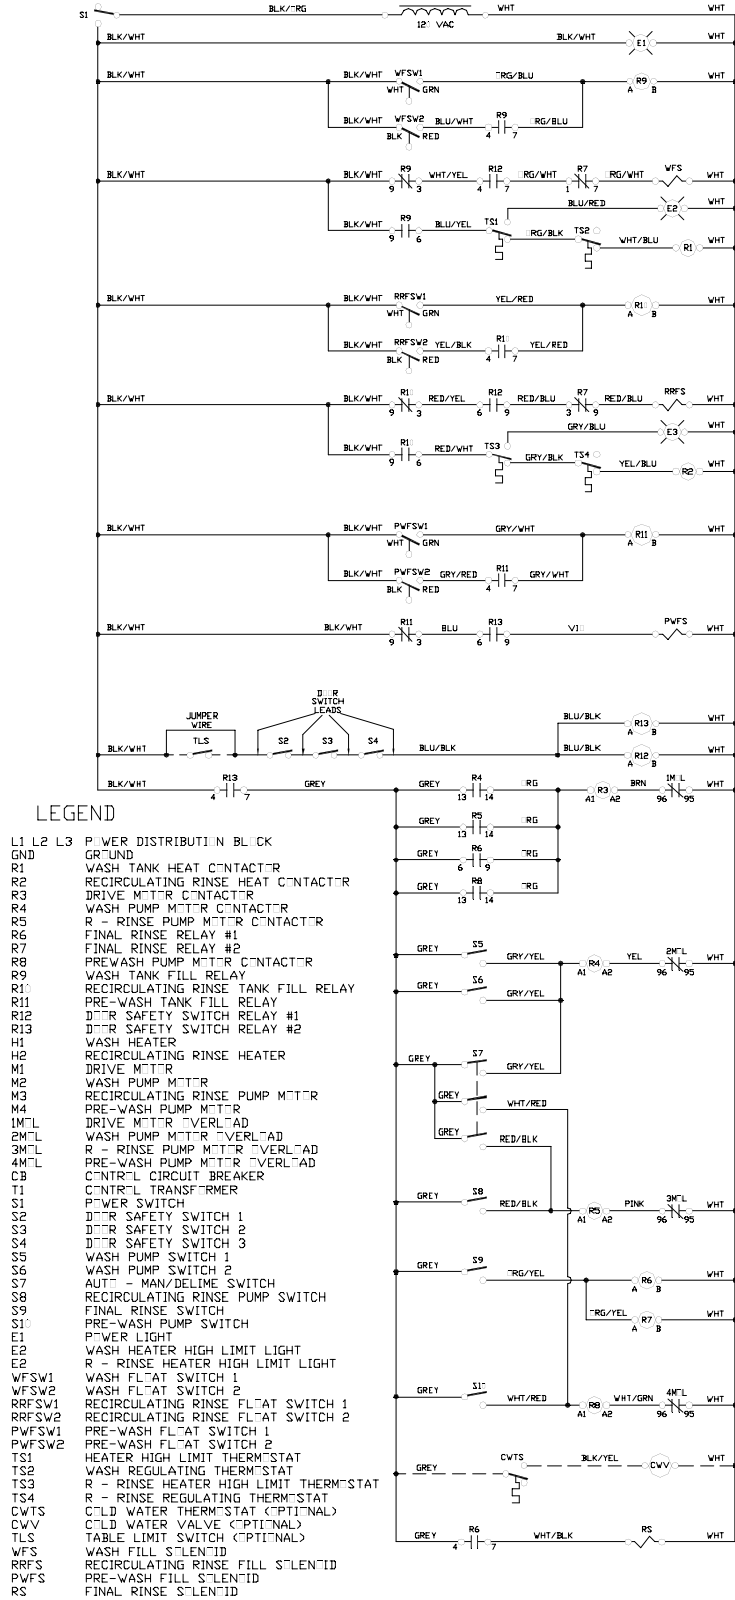 S1 BLK/ORG WHT
120 VAC
BLK/WHT BLK/WHT E1 WHT
BLK/WHT BLK/WHT WFSW1 ORG/BLU R9 WHT
WHT GRN A B
BLK/WHT WFSW2 BLU/WHT R9 ORG/BLU
BLK RED 4 7
BLK/WHT BLK/WHT R9 WHT/YEL R12 ORG/WHT R7 ORG/WHT WFS WHT
9 3 4 7 1 7
BLU/RED E2 WHT
BLK/WHT R9 BLU/YEL TS1 ORG/BLK TS2 WHT/BLU R1 WHT
9 6
BLK/WHT BLK/WHT RRFSW1 YEL/RED R10 WHT
WHT GRN A B
BLK/WHT RRFSW2 YEL/BLK R10 YEL/RED
BLK RED 4 7
BLK/WHT BLK/WHT R10 RED/YEL R12 RED/BLU R7 RED/BLU RRFS WHT
9 3 6 9 3 9
GRY/BLU E3 WHT
BLK/WHT R10 RED/WHT TS3 GRY/BLK TS4 YEL/BLU R2 WHT
9 6
BLK/WHT BLK/WHT PWFSW1 GRY/WHT R11 WHT
WHT GRN A B
BLK/WHT PWFSW2 GRY/RED R11 GRY/WHT
BLK RED 4 7
BLK/WHT BLK/WHT R11 BLU R13 VIO PWFS WHT
9 3 6 9
DOOR
SWITCH
LEADS
JUMPER
WIRE
BLU/BLK R13 WHT
A B
BLK/WHT TLS S2 S3 S4 BLU/BLK BLU/BLK R12 WHT
A B
BLK/WHT R13 GREY GREY R4 ORG R3 BRN 1MOL WHT
4 7 13 14 A1 A2 96 95
GREY R5 ORG
13 14
GREY R6 ORG
6 9
GREY R8 ORG
13 14
GREY S5 GRY/YEL R4 YEL 2MOL WHT
A1 A2 96 95
GREY S6 GRY/YEL
GREY S7 GRY/YEL
GREY WHT/RED
GREY RED/BLK
GREY S8 RED/BLK R5 PINK 3MOL WHT
A1 A2 96 95
GREY S9 ORG/YEL R6 WHT
A B
ORG/YEL R7 WHT
A B
GREY S10 WHT/RED R8 WHT/GRN 4MOL WHT
A1 A2 96 95
GREY CWTS BLK/YEL CWV WHT
GREY R6 WHT/BLK RS WHT
4 7
LEGEND
L1 L2 L3 POWER DISTRIBUTION BLOCK
GND GROUND
R1 WASH TANK HEAT CONTACTOR
R2 RECIRCULATING RINSE HEAT CONTACTOR
R3 DRIVE MOTOR CONTACTOR
R4 WASH PUMP MOTOR CONTACTOR
R5 R - RINSE PUMP MOTOR CONTACTOR
R6 FINAL RINSE RELAY #1
R7 FINAL RINSE RELAY #2
R8 PREWASH PUMP MOTOR CONTACTOR
R9 WASH TANK FILL RELAY
R10 RECIRCULATING RINSE TANK FILL RELAY
R11 PRE-WASH TANK FILL RELAY
R12 DOOR SAFETY SWITCH RELAY #1
R13 DOOR SAFETY SWITCH RELAY #2
H1 WASH HEATER
H2 RECIRCULATING RINSE HEATER
M1 DRIVE MOTOR
M2 WASH PUMP MOTOR
M3 RECIRCULATING RINSE PUMP MOTOR
M4 PRE-WASH PUMP MOTOR
1MOL DRIVE MOTOR OVERLOAD
2MOL WASH PUMP MOTOR OVERLOAD
3MOL R - RINSE PUMP MOTOR OVERLOAD
4MOL PRE-WASH PUMP MOTOR OVERLOAD
CB CONTROL CIRCUIT BREAKER
T1 CONTROL TRANSFORMER
S1 POWER SWITCH
S2 DOOR SAFETY SWITCH 1
S3 DOOR SAFETY SWITCH 2
S4 DOOR SAFETY SWITCH 3
S5 WASH PUMP SWITCH 1
S6 WASH PUMP SWITCH 2
S7 AUTO - MAN/DELIME SWITCH
S8 RECIRCULATING RINSE PUMP SWITCH
S9 FINAL RINSE SWITCH
S10 PRE-WASH PUMP SWITCH
E1 POWER LIGHT
E2 WASH HEATER HIGH LIMIT LIGHT
E2 R - RINSE HEATER HIGH LIMIT LIGHT
WFSW1 WASH FLOAT SWITCH 1
WFSW2 WASH FLOAT SWITCH 2
RRFSW1 RECIRCULATING RINSE FLOAT SWITCH 1
RRFSW2 RECIRCULATING RINSE FLOAT SWITCH 2
PWFSW1 PRE-WASH FLOAT SWITCH 1
PWFSW2 PRE-WASH FLOAT SWITCH 2
TS1 HEATER HIGH LIMIT THERMOSTAT
TS2 WASH REGULATING THERMOSTAT
TS3 R - RINSE HEATER HIGH LIMIT THERMOSTAT
TS4 R - RINSE REGULATING THERMOSTAT
CWTS COLD WATER THERMOSTAT (OPTIONAL)
CWV COLD WATER VALVE (OPTIONAL)
TLS TABLE LIMIT SWITCH (OPTIONAL)
WFS WASH FILL SOLENOID
RRFS RECIRCULATING RINSE FILL SOLENOID
PWFS PRE-WASH FILL SOLENOID
RS FINAL RINSE SOLENOID